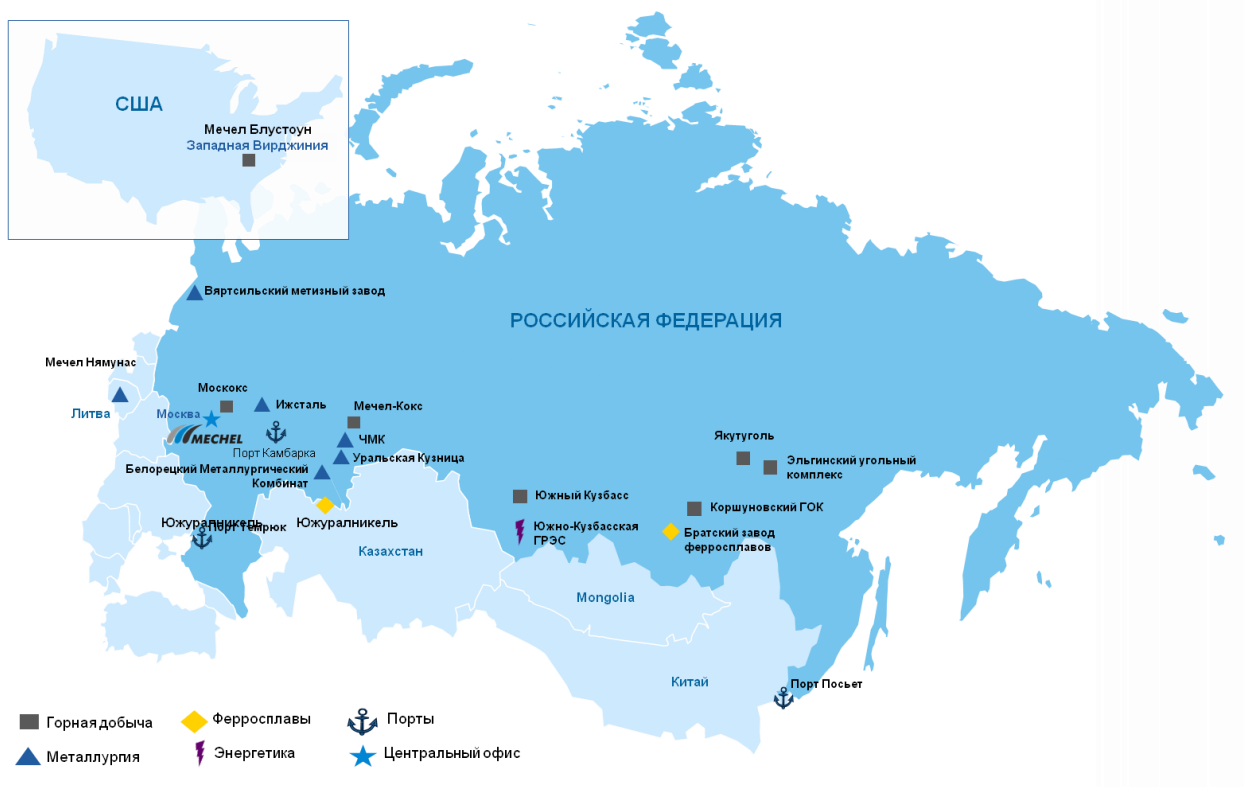 США
Мечел Блустоун
Западная Вирджиния
Вяртсильский метизный завод
РОССИЙСКАЯ ФЕДЕРАЦИЯ
Мечел Нямунас
Литва
Москокс
Москва
MECHEL
Ижсталь
Мечел-Кокс
Порт Камбарка
ЧМК
Уральская Кузница
Белорецкий Металлургический
Комбинат
Якутуголь
Эльгинский угольный
комплекс
Южный Кузбасс
Коршуновский ГОК
Южуралникель
Порт Темрюк
Южуралникель
Южно-Кузбасская
ГРЭС
Братский завод
ферросплавов
Казахстан
Mongolia
Китай
Порт Посьет
Горная добыча
Ферросплавы
Порты
Металлургия
Энергетика
Центральный офис